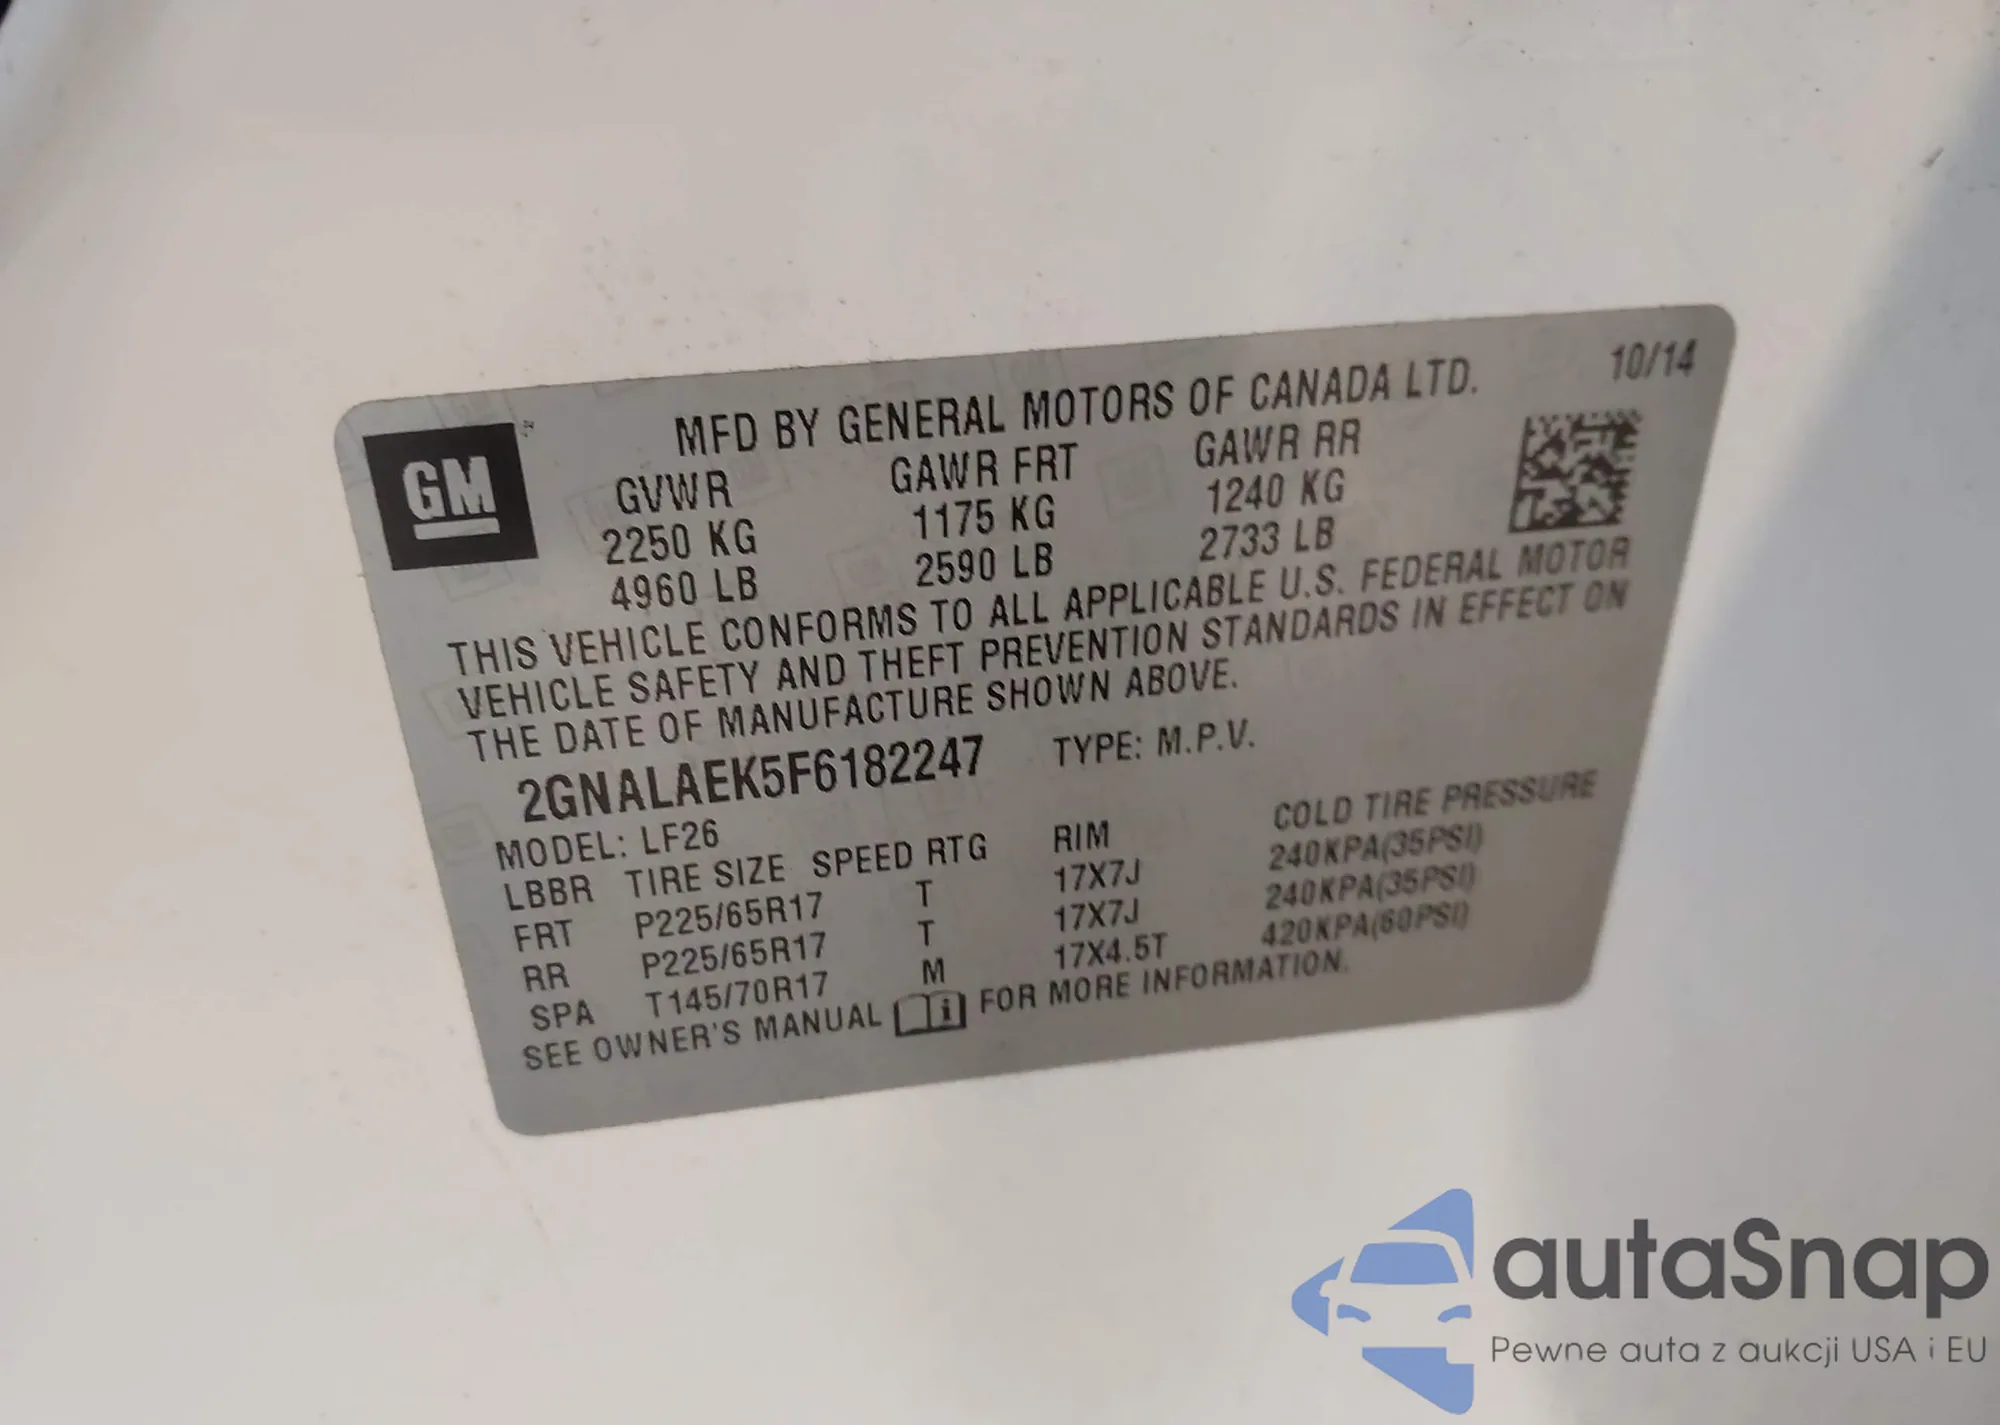 10/14
MFD BY GENERAL MOTORS OF CANADA LTD.
GM
GVWR GAWR FRT GAWR RR
2250 KG 1175 KG 1240 KG
4960 LB 2590 LB 2733 LB
THIS VEHICLE CONFORMS TO ALL APPLICABLE U.S. FEDERAL MOTOR
VEHICLE SAFETY AND THEFT PREVENTION STANDARDS IN EFFECT ON
THE DATE OF MANUFACTURE SHOWN ABOVE.
2GNALAEK5F6182247 TYPE: M.P.V.
MODEL: LF26
LBBR TIRE SIZE SPEED RTG RIM COLD TIRE PRESSURE
FRT P225/65R17 T 17X7J 240KPA(35PSI)
RR P225/65R17 T 17X7J 240KPA(35PSI)
SPA T145/70R17 M 17X4.5T 420KPA(60PSI)
SEE OWNER'S MANUAL i FOR MORE INFORMATION.
autaSnap
Pewne auta z aukcji USA i EU